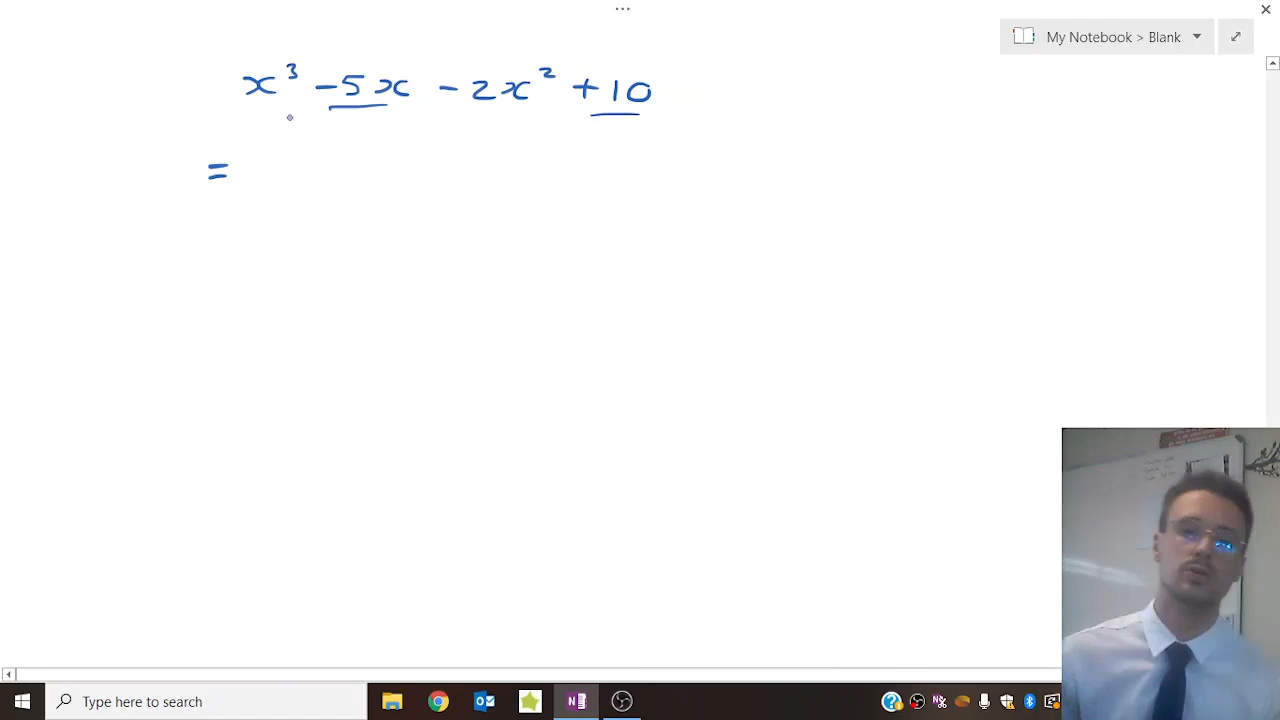 ...
My Notebook > Blank
x³ -5x - 2x² +10
=
Type here to search